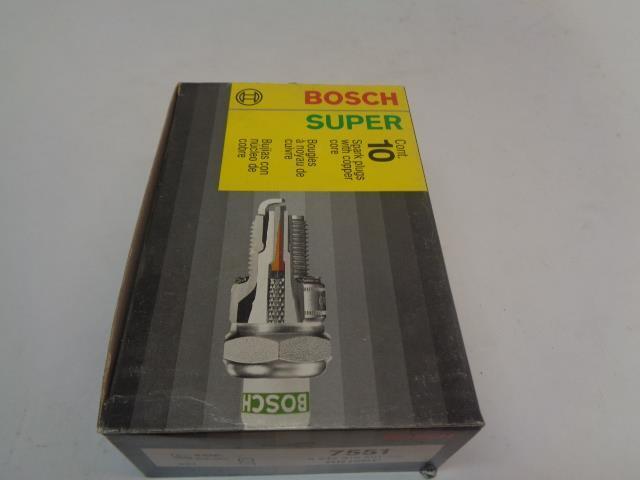 BOSCH
SUPER
Cont.
10
Spark plugs
with copper
core
Bougies
à noyau de
cuivre
Bujías con
núcleo de
cobre
BOSCH
BOSCH
7551